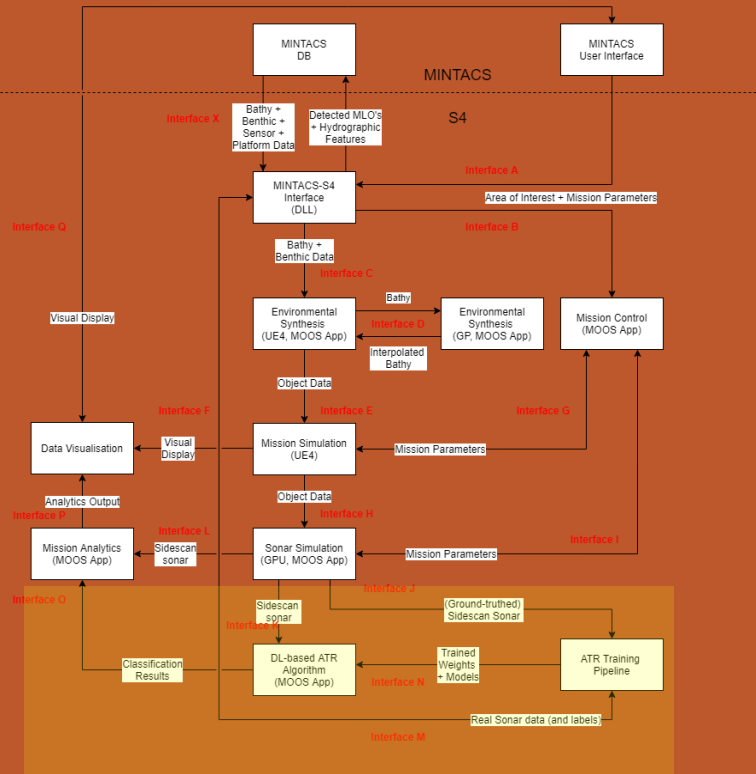 MINTACS
DB
MINTACS
User Interface
MINTACS
S4
Interface X
Bathy +
Benthic +
Sensor +
Platform Data
Detected MLO's
+ Hydrographic
Features
Interface A
MINTACS-S4
Interface
(DLL)
Area of Interest + Mission Parameters
Interface Q
Interface B
Bathy +
Benthic Data
Interface C
Visual Display
Environmental
Synthesis
(UE4, MOOS App)
Bathy
Interface D
Interpolated
Bathy
Environmental
Synthesis
(GP, MOOS App)
Mission Control
(MOOS App)
Object Data
Interface F
Interface E
Interface G
Data Visualisation
Visual
Display
Mission Simulation
(UE4)
Mission Parameters
Analytics Output
Object Data
Interface P
Interface L
Interface H
Interface I
Mission Analytics
(MOOS App)
Sidescan
sonar
Sonar Simulation
(GPU, MOOS App)
Mission Parameters
Interface O
Interface J
Sidescan
sonar
Interface K
(Ground-truthed)
Sidescan Sonar
Classification
Results
DL-based ATR
Algorithm
(MOOS App)
Trained
Weights
+ Models
Interface N
ATR Training
Pipeline
Real Sonar data (and labels)
Interface M